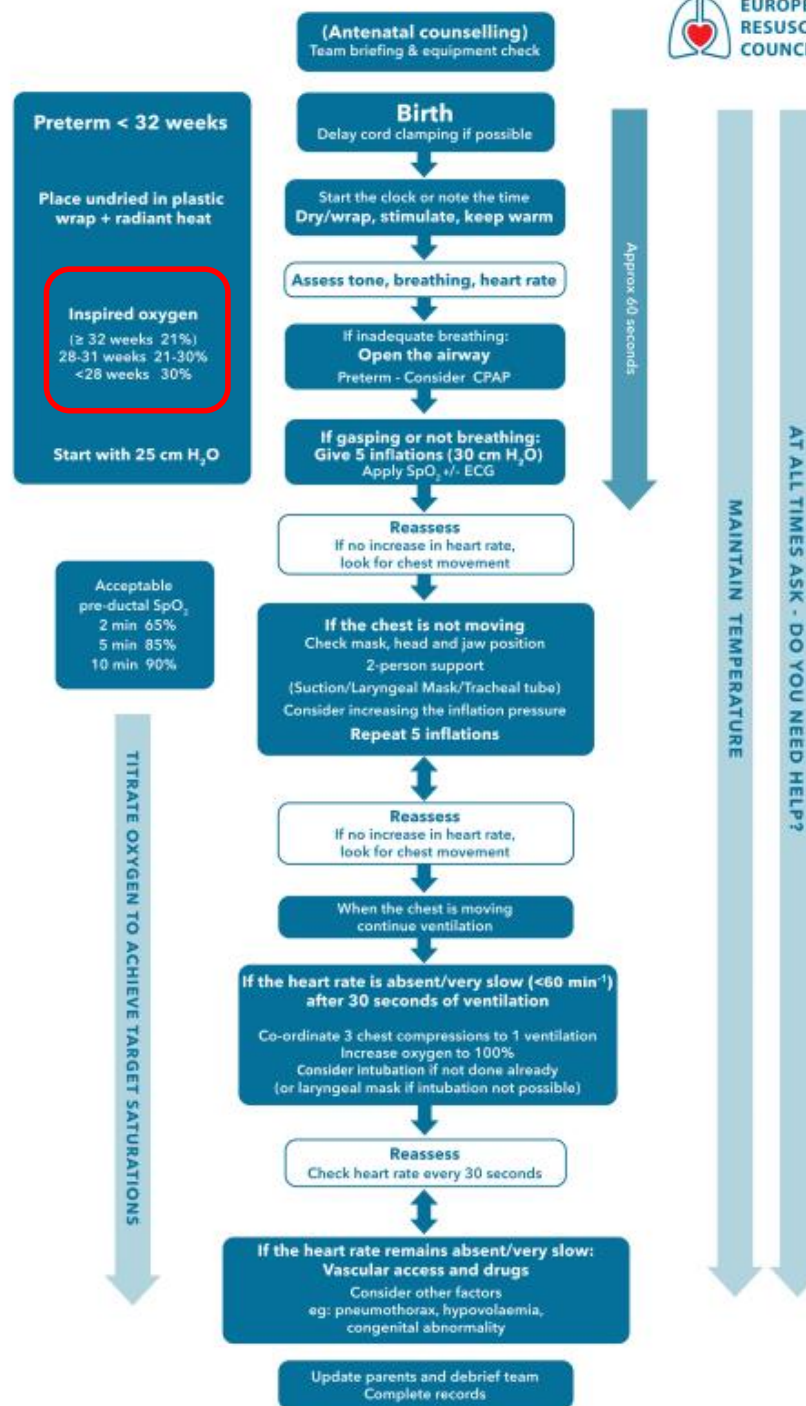 EUROPE
RESUSC
COUNCI
(Antenatal counselling)
Team briefing & equipment check
Preterm < 32 weeks
Place undried in plastic
wrap + radiant heat
Inspired oxygen
(≥ 32 weeks 21%)
28-31 weeks 21-30%
<28 weeks 30%
Start with 25 cm H₂O
Birth
Delay cord clamping if possible
Start the clock or note the time
Dry/wrap, stimulate, keep warm
Assess tone, breathing, heart rate
If inadequate breathing:
Open the airway
Preterm - Consider CPAP
If gasping or not breathing:
Give 5 inflations (30 cm H₂O)
Apply SpO₂ +/- ECG
Approx 60 seconds
Reassess
If no increase in heart rate,
look for chest movement
Acceptable
pre-ductal SpO₂
2 min 65%
5 min 85%
10 min 90%
If the chest is not moving
Check mask, head and jaw position
2-person support
(Suction/Laryngeal Mask/Tracheal tube)
Consider increasing the inflation pressure
Repeat 5 inflations
Reassess
If no increase in heart rate,
look for chest movement
When the chest is moving
continue ventilation
If the heart rate is absent/very slow (<60 min⁻¹)
after 30 seconds of ventilation
Co-ordinate 3 chest compressions to 1 ventilation
Increase oxygen to 100%
Consider intubation if not done already
(or laryngeal mask if intubation not possible)
Reassess
Check heart rate every 30 seconds
If the heart rate remains absent/very slow:
Vascular access and drugs
Consider other factors
eg: pneumothorax, hypovolaemia,
congenital abnormality
Update parents and debrief team
Complete records
TITRATE OXYGEN TO ACHIEVE TARGET SATURATIONS
MAINTAIN TEMPERATURE
AT ALL TIMES ASK - DO YOU NEED HELP?